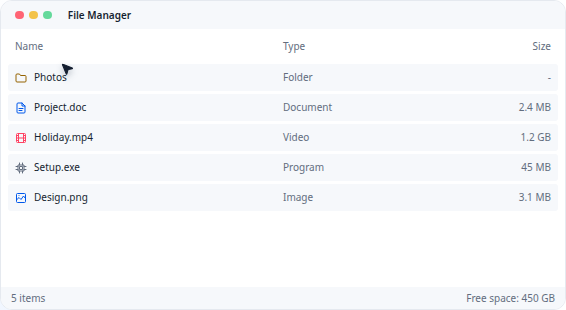 File Manager
Name Type Size
Photos Folder -
Project.doc Document 2.4 MB
Holiday.mp4 Video 1.2 GB
Setup.exe Program 45 MB
Design.png Image 3.1 MB
5 items Free space: 450 GB